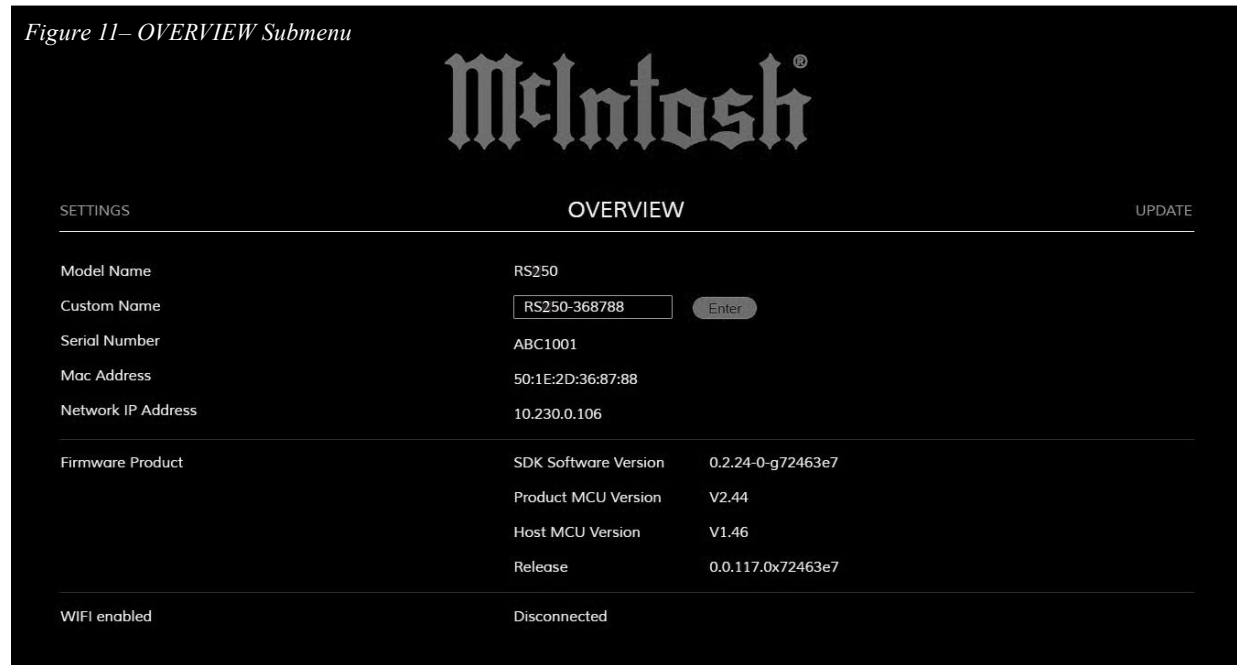 Figure 11– OVERVIEW Submenu
McIntosh®
SETTINGS OVERVIEW UPDATE
Model Name RS250
Custom Name RS250-368788 Enter
Serial Number ABC1001
Mac Address 50:1E:2D:36:87:88
Network IP Address 10.230.0.106
Firmware Product SDK Software Version 0.2.24-0-g72463e7
Product MCU Version V2.44
Host MCU Version V1.46
Release 0.0.117.0x72463e7
WIFI enabled Disconnected